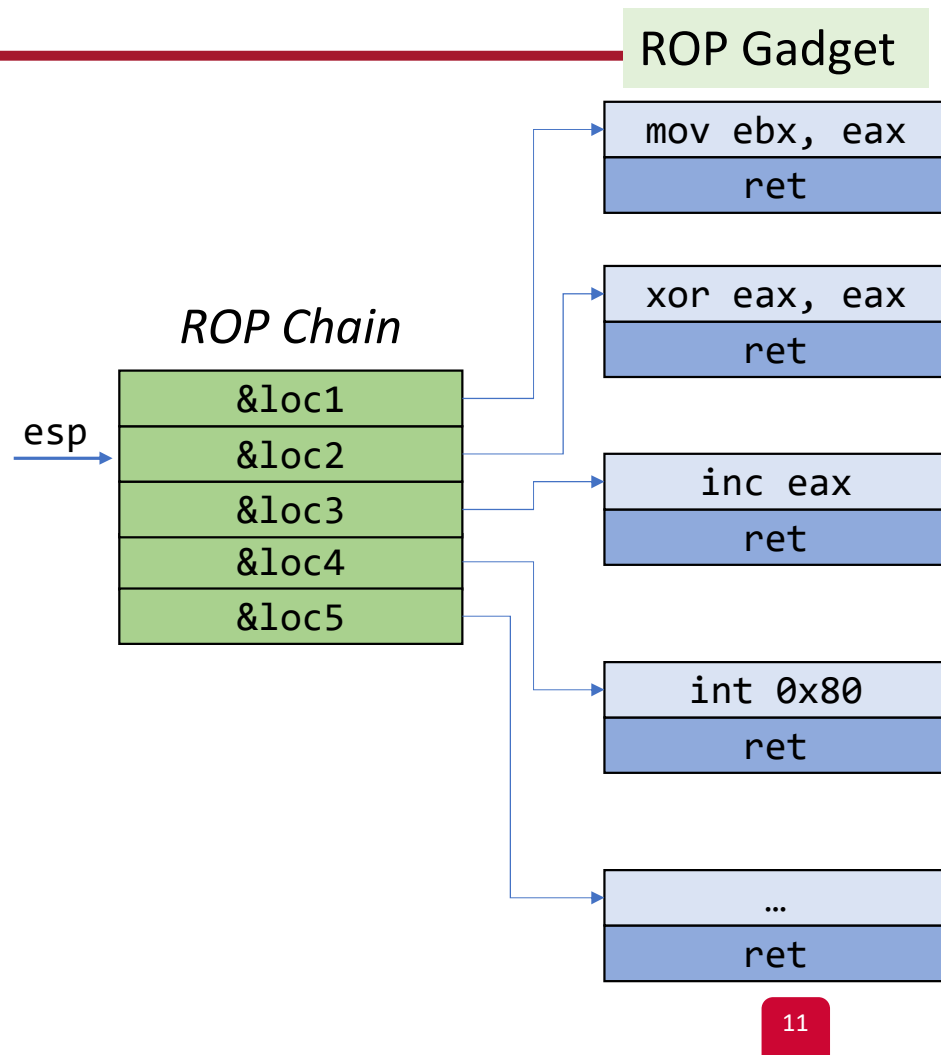 ROP Gadget
mov ebx, eax
ret
xor eax, eax
ret
ROP Chain
&loc1
esp
&loc2
&loc3
&loc4
&loc5
inc eax
ret
int 0x80
ret
…
ret
11